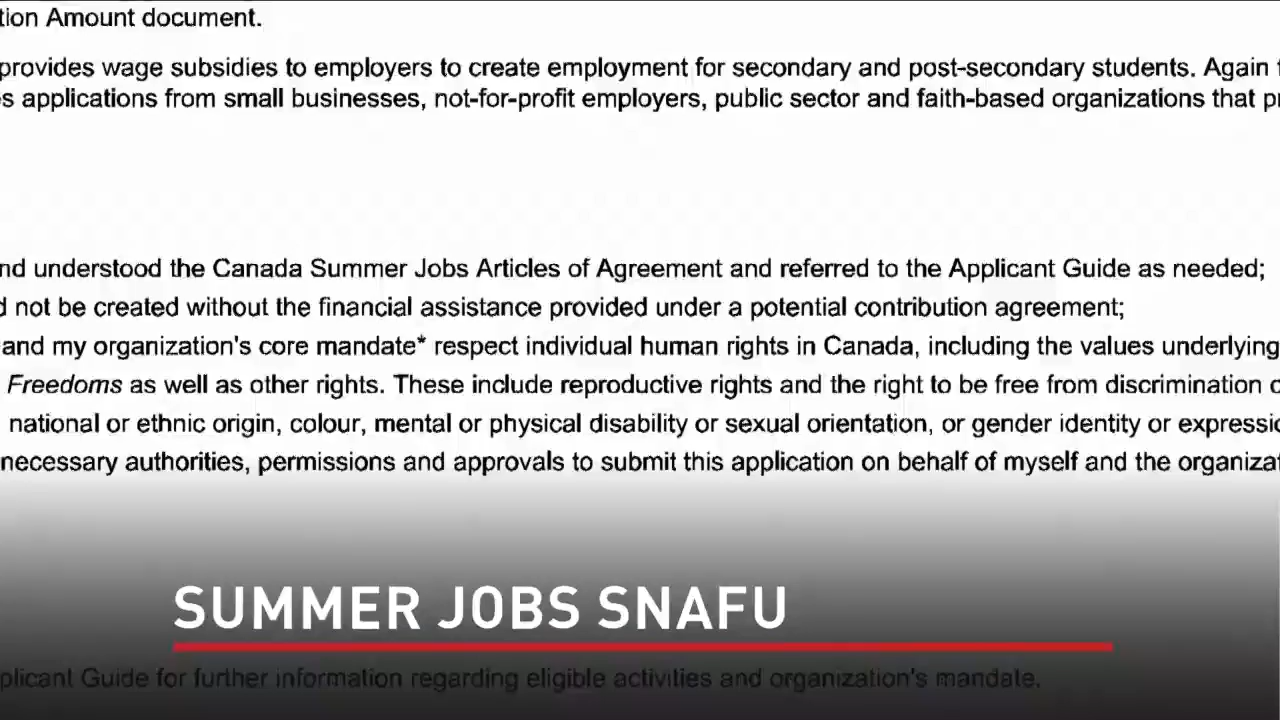 tion Amount document.
provides wage subsidies to employers to create employment for secondary and post-secondary students. Again
s applications from small businesses, not-for-profit employers, public sector and faith-based organizations that
nd understood the Canada Summer Jobs Articles of Agreement and referred to the Applicant Guide as needed;
d not be created without the financial assistance provided under a potential contribution agreement;
and my organization's core mandate* respect individual human rights in Canada, including the values underlying
Freedoms as well as other rights. These include reproductive rights and the right to be free from discrimination
national or ethnic origin, colour, mental or physical disability or sexual orientation, or gender identity or expressio
necessary authorities, permissions and approvals to submit this application on behalf of myself and the organizat
SUMMER JOBS SNAFU
plicant Guide for further information regarding eligible activities and organization's mandate.